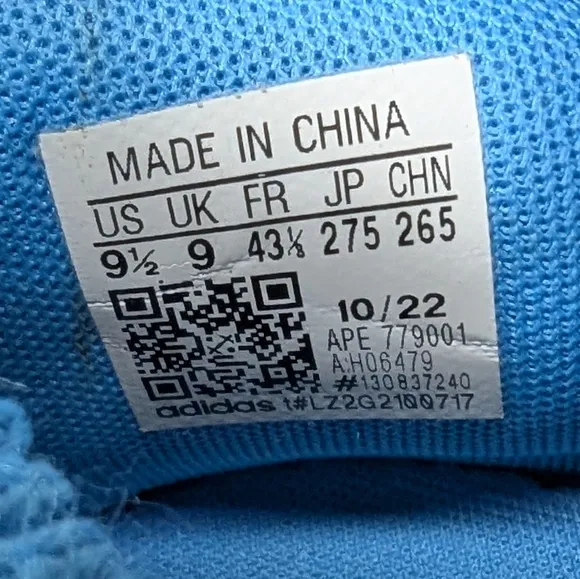 MADE IN CHINA
US UK FR JP CHN
9½ 9 43⅓ 275 265
10/22
APE 779001
A:H06479
#130837240
adidas t#LZ2G2100717